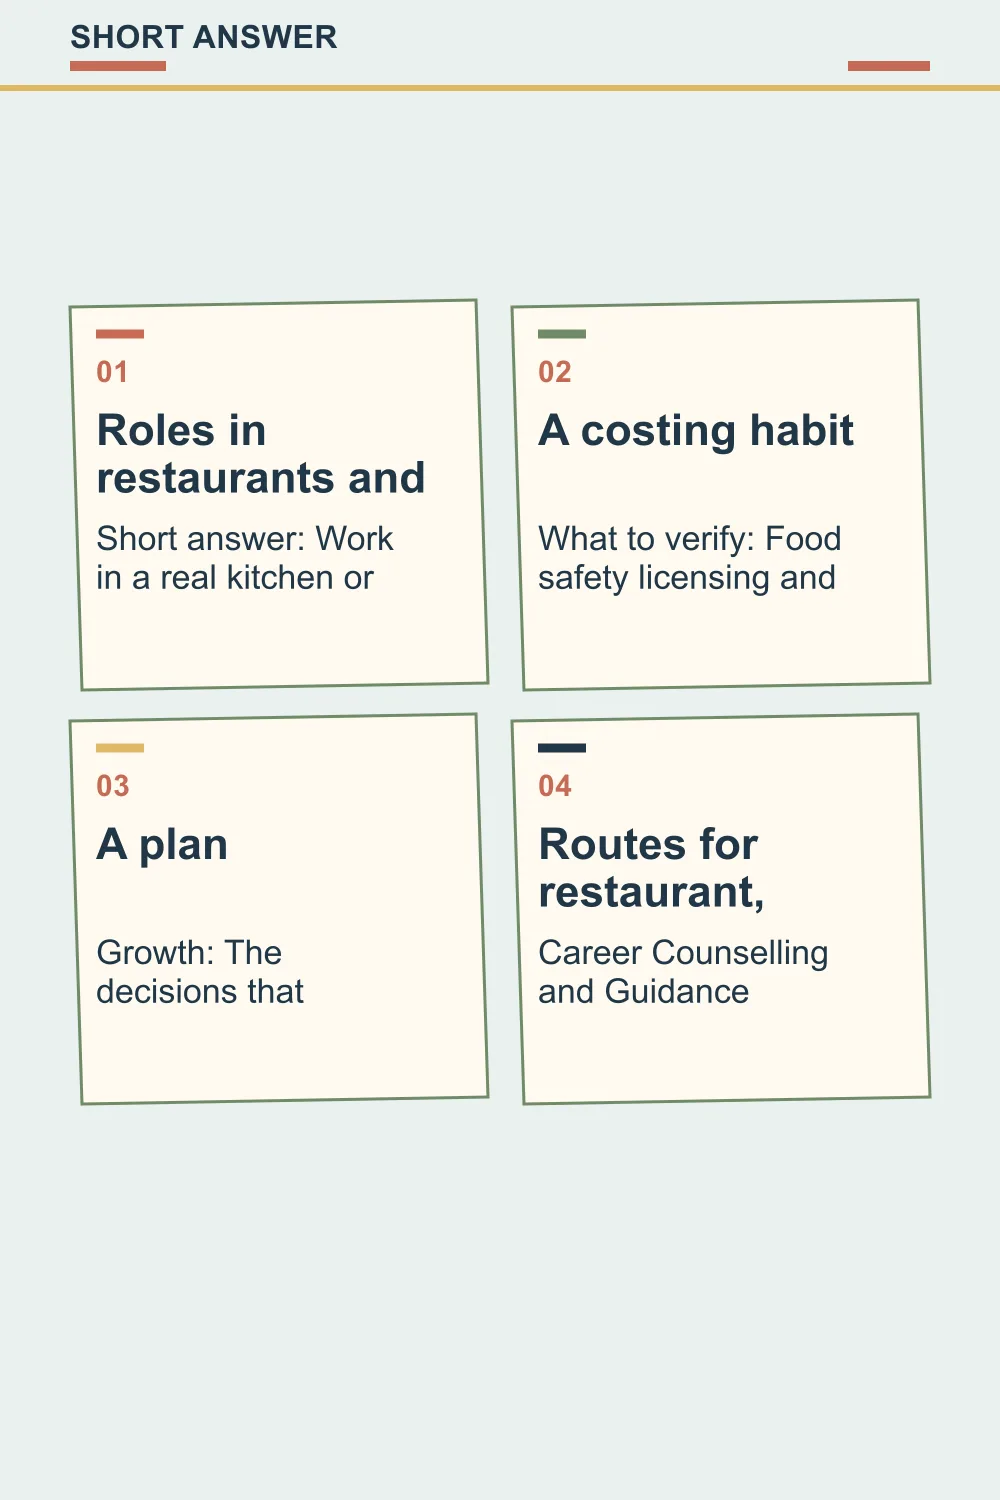 SHORT ANSWER
01
Roles in
restaurants and
Short answer: Work
in a real kitchen or
02
A costing habit
What to verify: Food
safety licensing and
03
A plan
Growth: The
decisions that
04
Routes for
restaurant,
Career Counselling
and Guidance